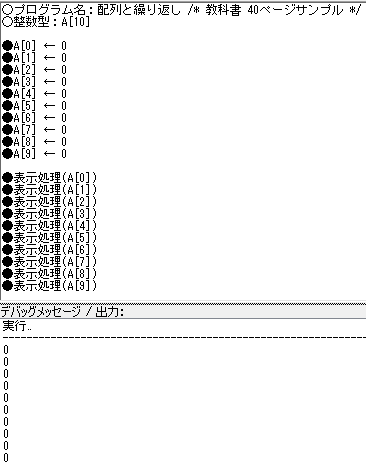 ○プログラム名：配列と繰り返し /* 教科書 40ページサンプル */
○整数型：A[10]
●A[0] ← 0
●A[1] ← 0
●A[2] ← 0
●A[3] ← 0
●A[4] ← 0
●A[5] ← 0
●A[6] ← 0
●A[7] ← 0
●A[8] ← 0
●A[9] ← 0
●表示処理(A[0])
●表示処理(A[1])
●表示処理(A[2])
●表示処理(A[3])
●表示処理(A[4])
●表示処理(A[5])
●表示処理(A[6])
●表示処理(A[7])
●表示処理(A[8])
●表示処理(A[9])
デバッグメッセージ / 出力：
実行..
0
0
0
0
0
0
0
0
0
0